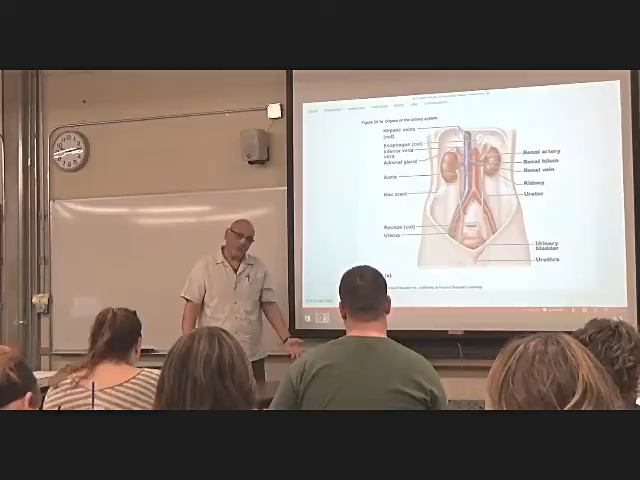 Figure 25.1a Organs of the urinary system.
Hepatic veins
(cut)
Esophagus (cut)
Inferior vena
cava
Adrenal gland
Aorta
Iliac crest
Rectum (cut)
Uterus
Renal artery
Renal hilum
Renal vein
Kidney
Ureter
Urinary
bladder
Urethra
(a)